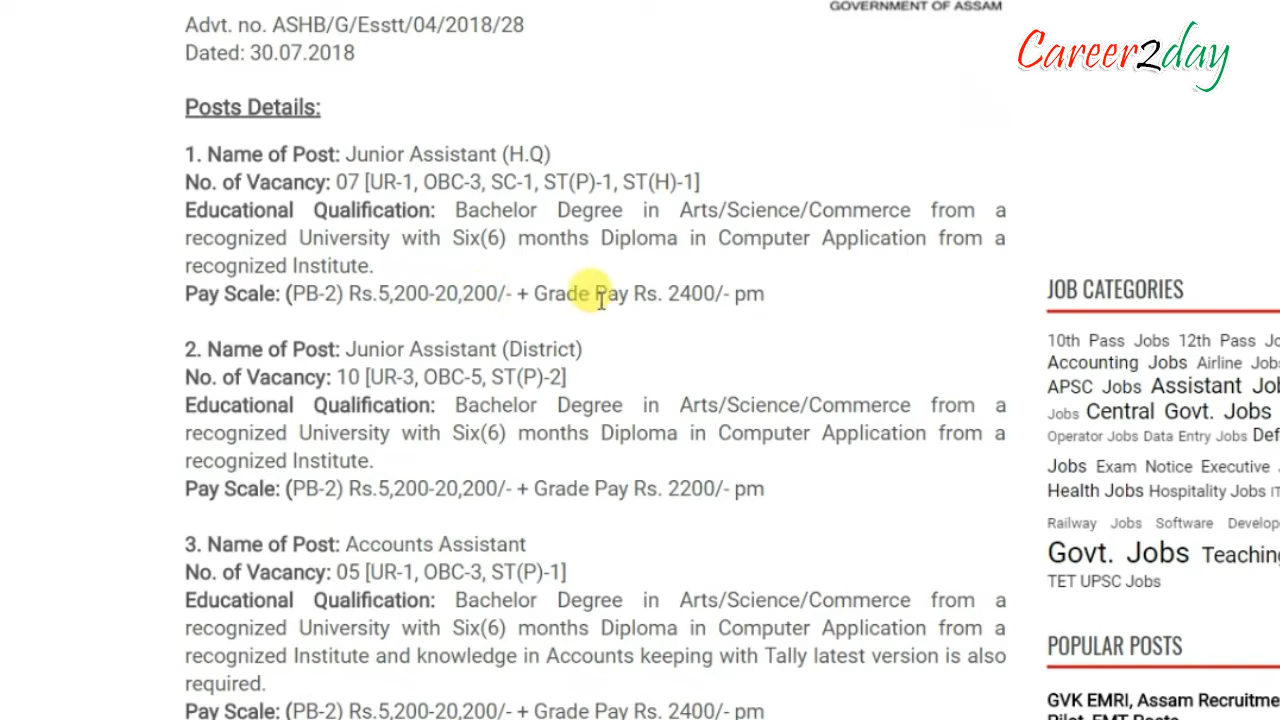 GOVERNMENT OF ASSAM
Career2day
Advt. no. ASHB/G/Esstt/04/2018/28
Dated: 30.07.2018
Posts Details:
1. Name of Post: Junior Assistant (H.Q)
No. of Vacancy: 07 [UR-1, OBC-3, SC-1, ST(P)-1, ST(H)-1]
Educational Qualification: Bachelor Degree in Arts/Science/Commerce from a
recognized University with Six(6) months Diploma in Computer Application from a
recognized Institute.
Pay Scale: (PB-2) Rs.5,200-20,200/- + Grade Pay Rs. 2400/- pm
2. Name of Post: Junior Assistant (District)
No. of Vacancy: 10 [UR-3, OBC-5, ST(P)-2]
Educational Qualification: Bachelor Degree in Arts/Science/Commerce from a
recognized University with Six(6) months Diploma in Computer Application from a
recognized Institute.
Pay Scale: (PB-2) Rs.5,200-20,200/- + Grade Pay Rs. 2200/- pm
3. Name of Post: Accounts Assistant
No. of Vacancy: 05 [UR-1, OBC-3, ST(P)-1]
Educational Qualification: Bachelor Degree in Arts/Science/Commerce from a
recognized University with Six(6) months Diploma in Computer Application from a
recognized Institute and knowledge in Accounts keeping with Tally latest version is also
required.
Pay Scale: (PB-2) Rs.5,200-20,200/- + Grade Pay Rs. 2400/- pm
JOB CATEGORIES
10th Pass Jobs 12th Pass
Accounting Jobs Airline
APSC Jobs Assistant
Jobs Central Govt. Jobs
Operator Jobs Data Entry Jobs
Jobs Exam Notice Executive
Health Jobs Hospitality Jobs
Railway Jobs Software
Govt. Jobs Teaching
TET UPSC Jobs
POPULAR POSTS
GVK EMRI, Assam
Pilot, EMT Posts